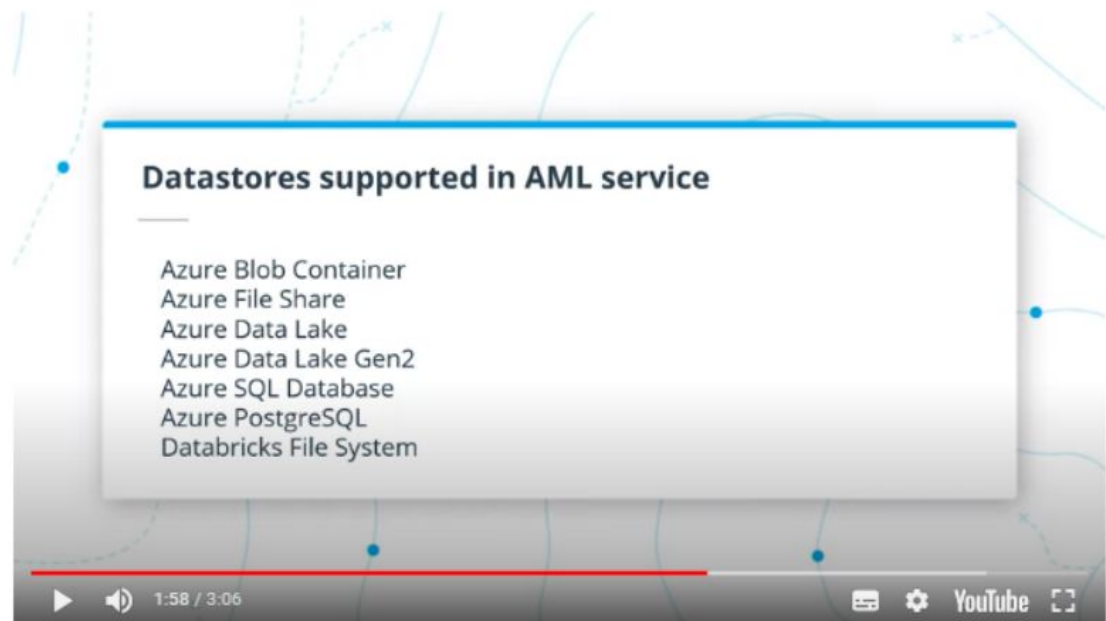 Datastores supported in AML service
Azure Blob Container
Azure File Share
Azure Data Lake
Azure Data Lake Gen2
Azure SQL Database
Azure PostgreSQL
Databricks File System
1:58 / 3:06
YouTube